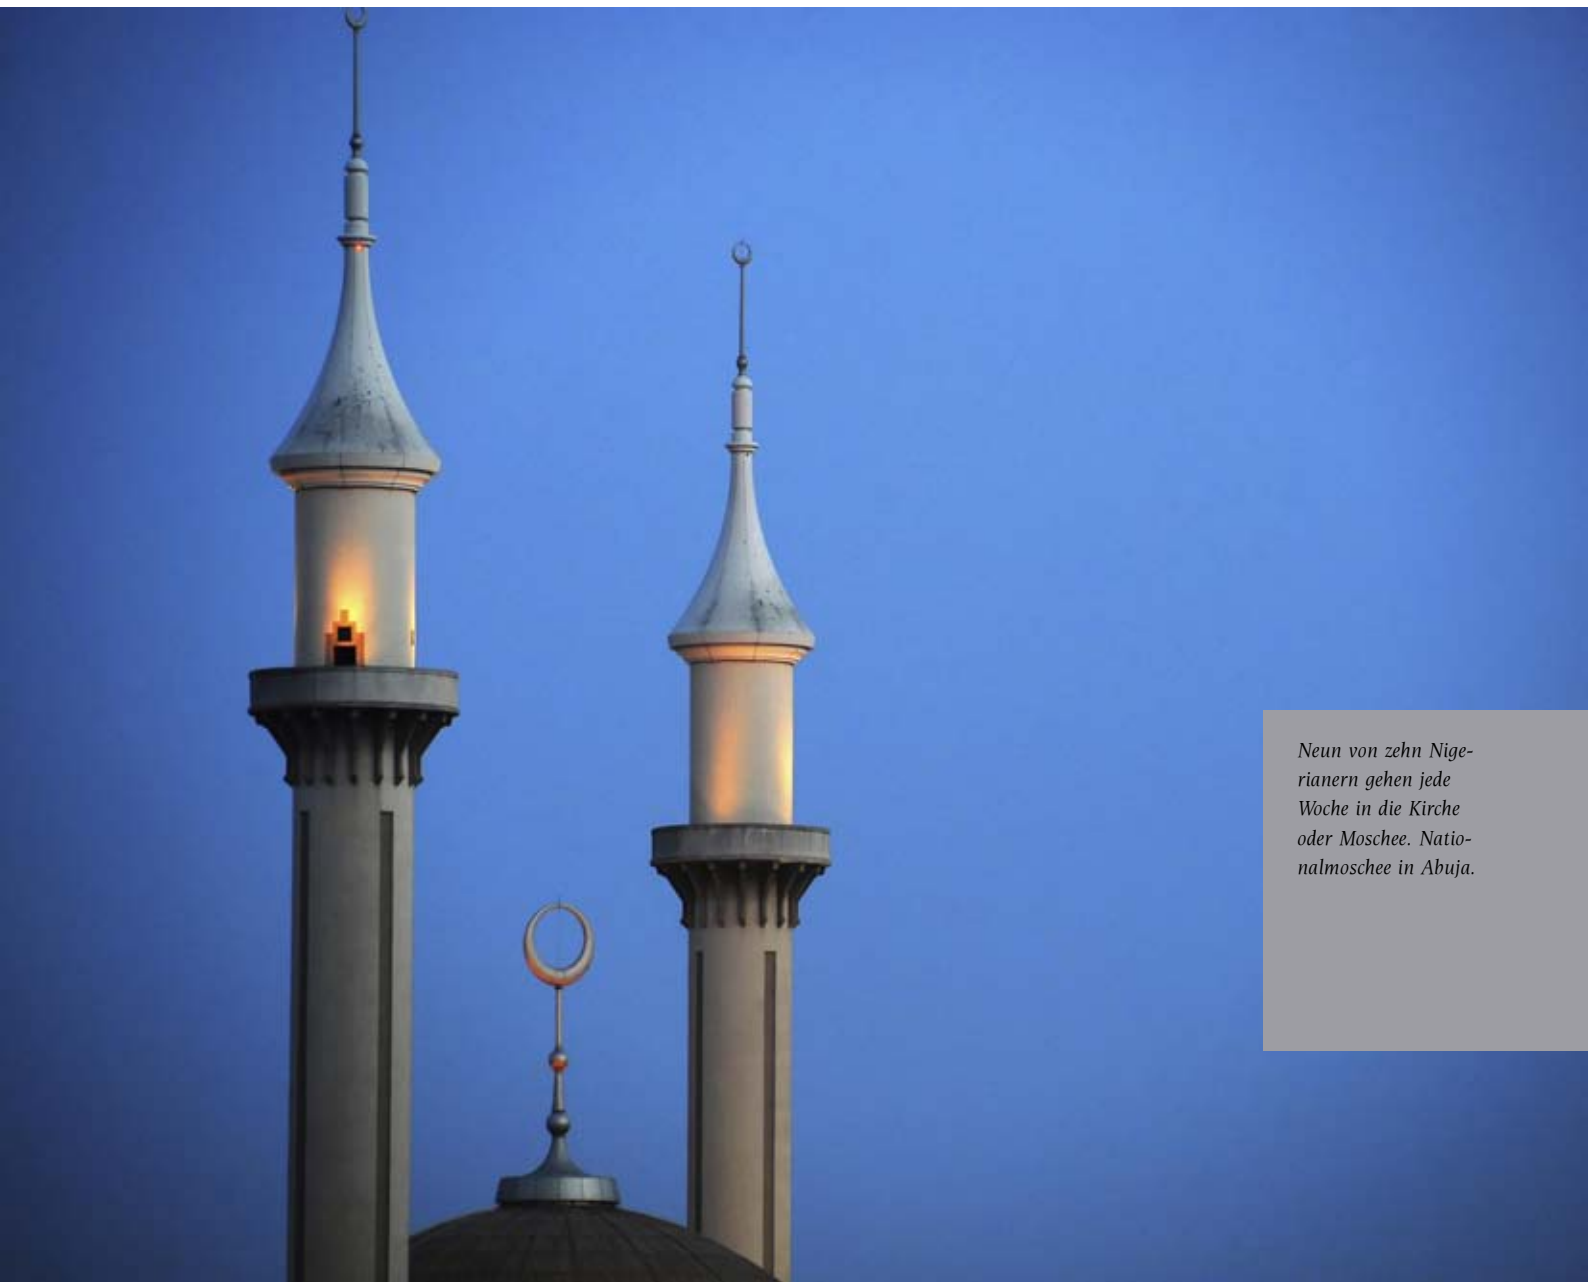 Neun von zehn Nige-
rianern gehen jede
Woche in die Kirche
oder Moschee. Natio-
nalmoschee in Abuja.